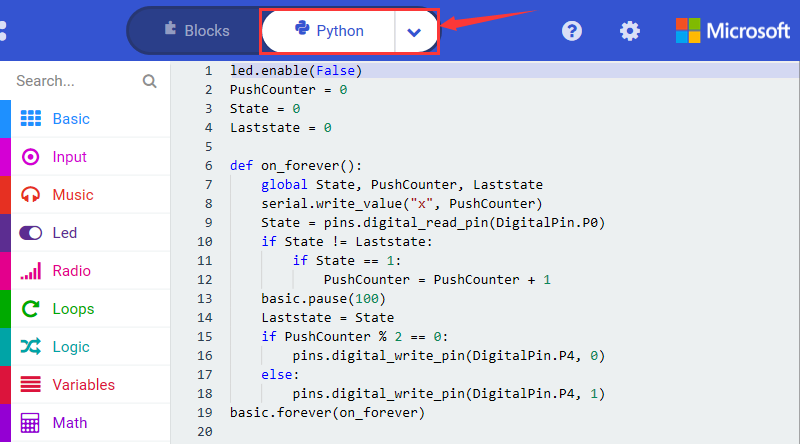 Blocks
Python
?
Microsoft
Search...
Basic
Input
Music
Led
Radio
Loops
Logic
Variables
Math
1 led.enable(False)
2 PushCounter = 0
3 State = 0
4 Laststate = 0
5
6 def on_forever():
7     global State, PushCounter, Laststate
8     serial.write_value("x", PushCounter)
9     State = pins.digital_read_pin(DigitalPin.P0)
10     if State != Laststate:
11         if State == 1:
12             PushCounter = PushCounter + 1
13     basic.pause(100)
14     Laststate = State
15     if PushCounter % 2 == 0:
16         pins.digital_write_pin(DigitalPin.P4, 0)
17     else:
18         pins.digital_write_pin(DigitalPin.P4, 1)
19 basic.forever(on_forever)
20